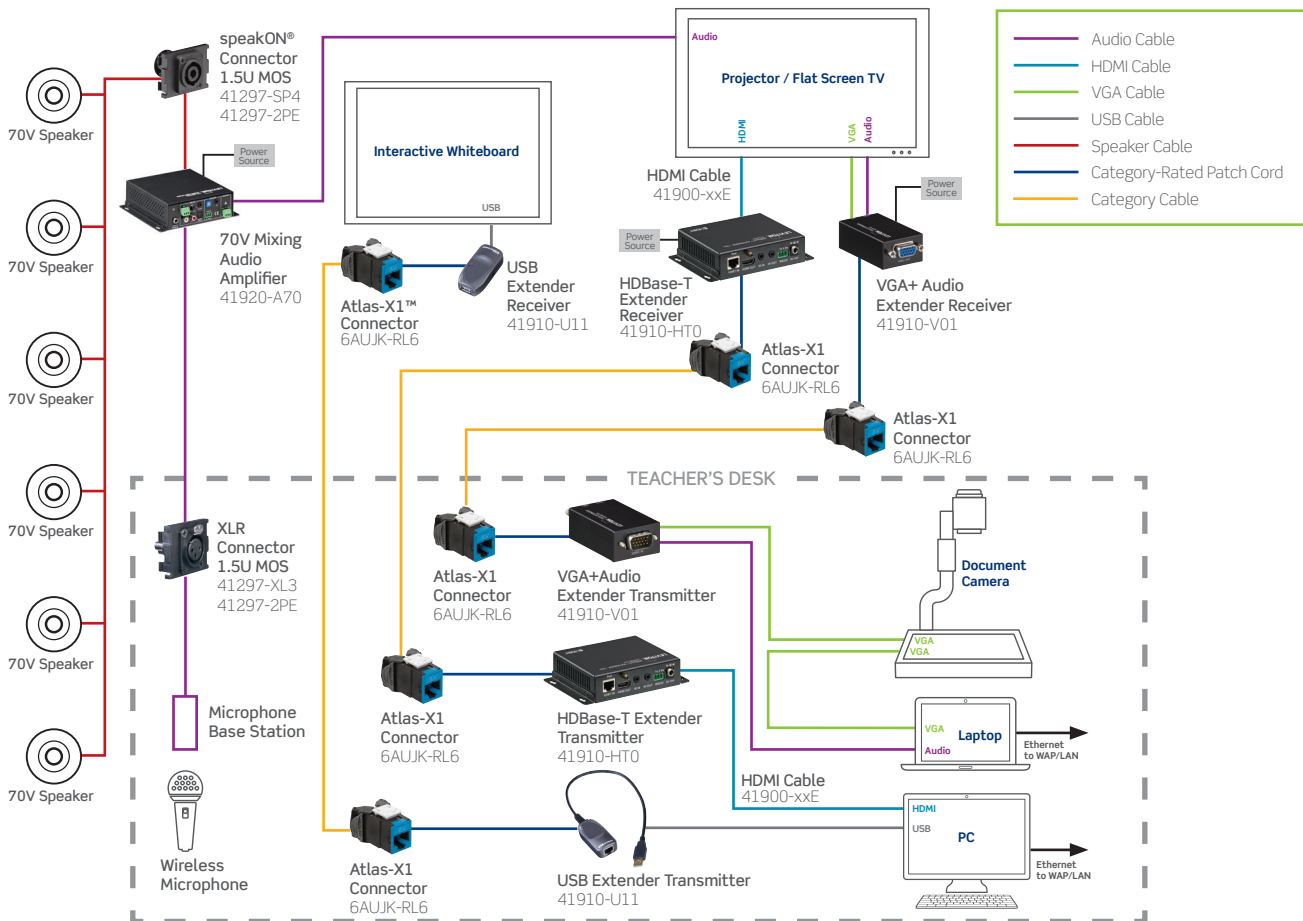 speakON®
Connector
1.5U MOS
41297-SP4
41297-2PE
70V Speaker
Power
Source
70V Mixing
Audio
Amplifier
41920-A70
70V Speaker
70V Speaker
70V Speaker
70V Speaker
70V Speaker
Interactive Whiteboard
USB
Atlas-X1™
Connector
6AUJK-RL6
USB
Extender
Receiver
41910-U11
Audio
Projector / Flat Screen TV
HDMI
VGA
Audio
HDMI Cable
41900-xxE
Power
Source
Power
Source
HDBase-T
Extender
Receiver
41910-HT0
VGA+ Audio
Extender Receiver
41910-V01
Atlas-X1
Connector
6AUJK-RL6
Atlas-X1
Connector
6AUJK-RL6
Audio Cable
HDMI Cable
VGA Cable
USB Cable
Speaker Cable
Category-Rated Patch Cord
Category Cable
TEACHER'S DESK
XLR
Connector
1.5U MOS
41297-XL3
41297-2PE
Microphone
Base Station
Wireless
Microphone
Atlas-X1
Connector
6AUJK-RL6
VGA+Audio
Extender Transmitter
41910-V01
Document
Camera
VGA
VGA
Atlas-X1
Connector
6AUJK-RL6
HDBase-T Extender
Transmitter
41910-HT0
VGA
Audio
Laptop
Ethernet
to WAP/LAN
HDMI Cable
41900-xxE
HDMI
USB
PC
Ethernet
to WAP/LAN
Atlas-X1
Connector
6AUJK-RL6
USB Extender Transmitter
41910-U11